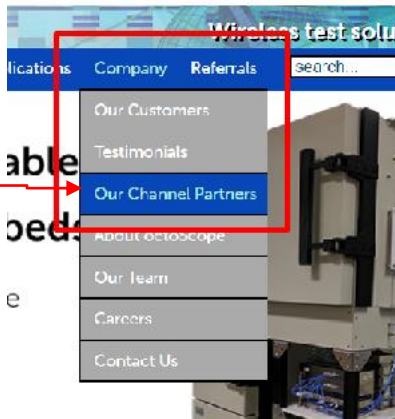 Wireless test solu
lications Company Referrals search...
Our Customers
Testimonials
able
Our Channel Partners
beds
About octoScope
Our Team
e
Careers
Contact Us